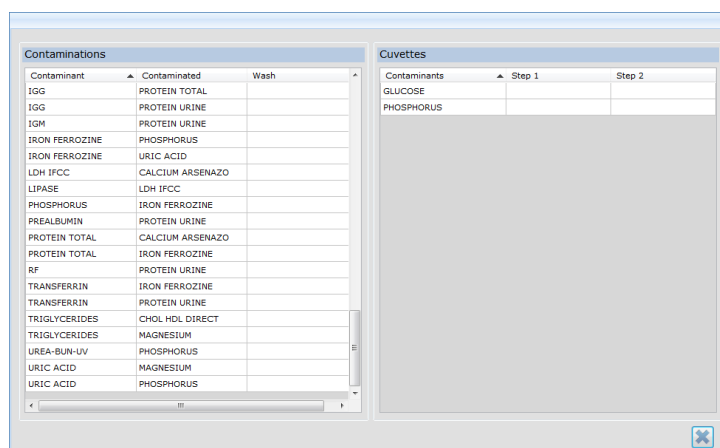 Contaminations
Contaminant Contaminated Wash
IGG PROTEIN TOTAL
IGG PROTEIN URINE
IGM PROTEIN URINE
IRON FERROZINE PHOSPHORUS
IRON FERROZINE URIC ACID
LDH IFCC CALCIUM ARSENAZO
LIPASE LDH IFCC
PHOSPHORUS IRON FERROZINE
PREALBUMIN PROTEIN URINE
PROTEIN TOTAL CALCIUM ARSENAZO
PROTEIN TOTAL IRON FERROZINE
RF PROTEIN URINE
TRANSFERRIN IRON FERROZINE
TRANSFERRIN PROTEIN URINE
TRIGLYCERIDES CHOL HDL DIRECT
TRIGLYCERIDES MAGNESIUM
UREA-BUN-UV PHOSPHORUS
URIC ACID MAGNESIUM
URIC ACID PHOSPHORUS
Cuvettes
Contaminants Step 1 Step 2
GLUCOSE
PHOSPHORUS